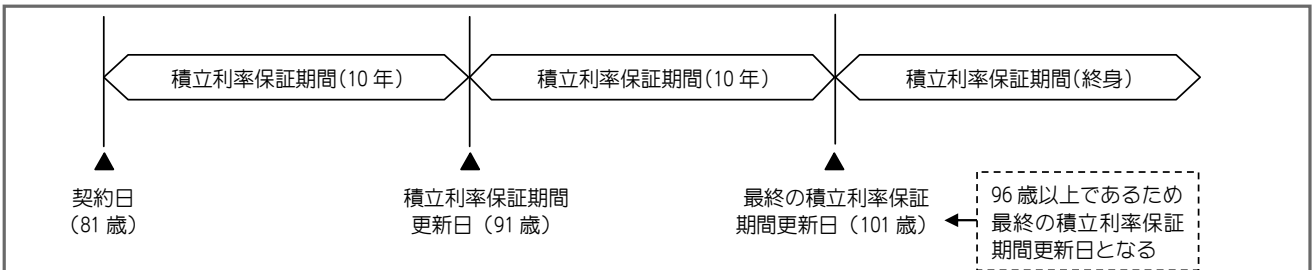 積立利率保証期間(10 年)
積立利率保証期間(10 年)
積立利率保証期間(終身)
契約日
(81 歳)
積立利率保証期間
更新日(91 歳)
最終の積立利率保証
期間更新日(101 歳)
96 歳以上であるため
最終の積立利率保証
期間更新日となる